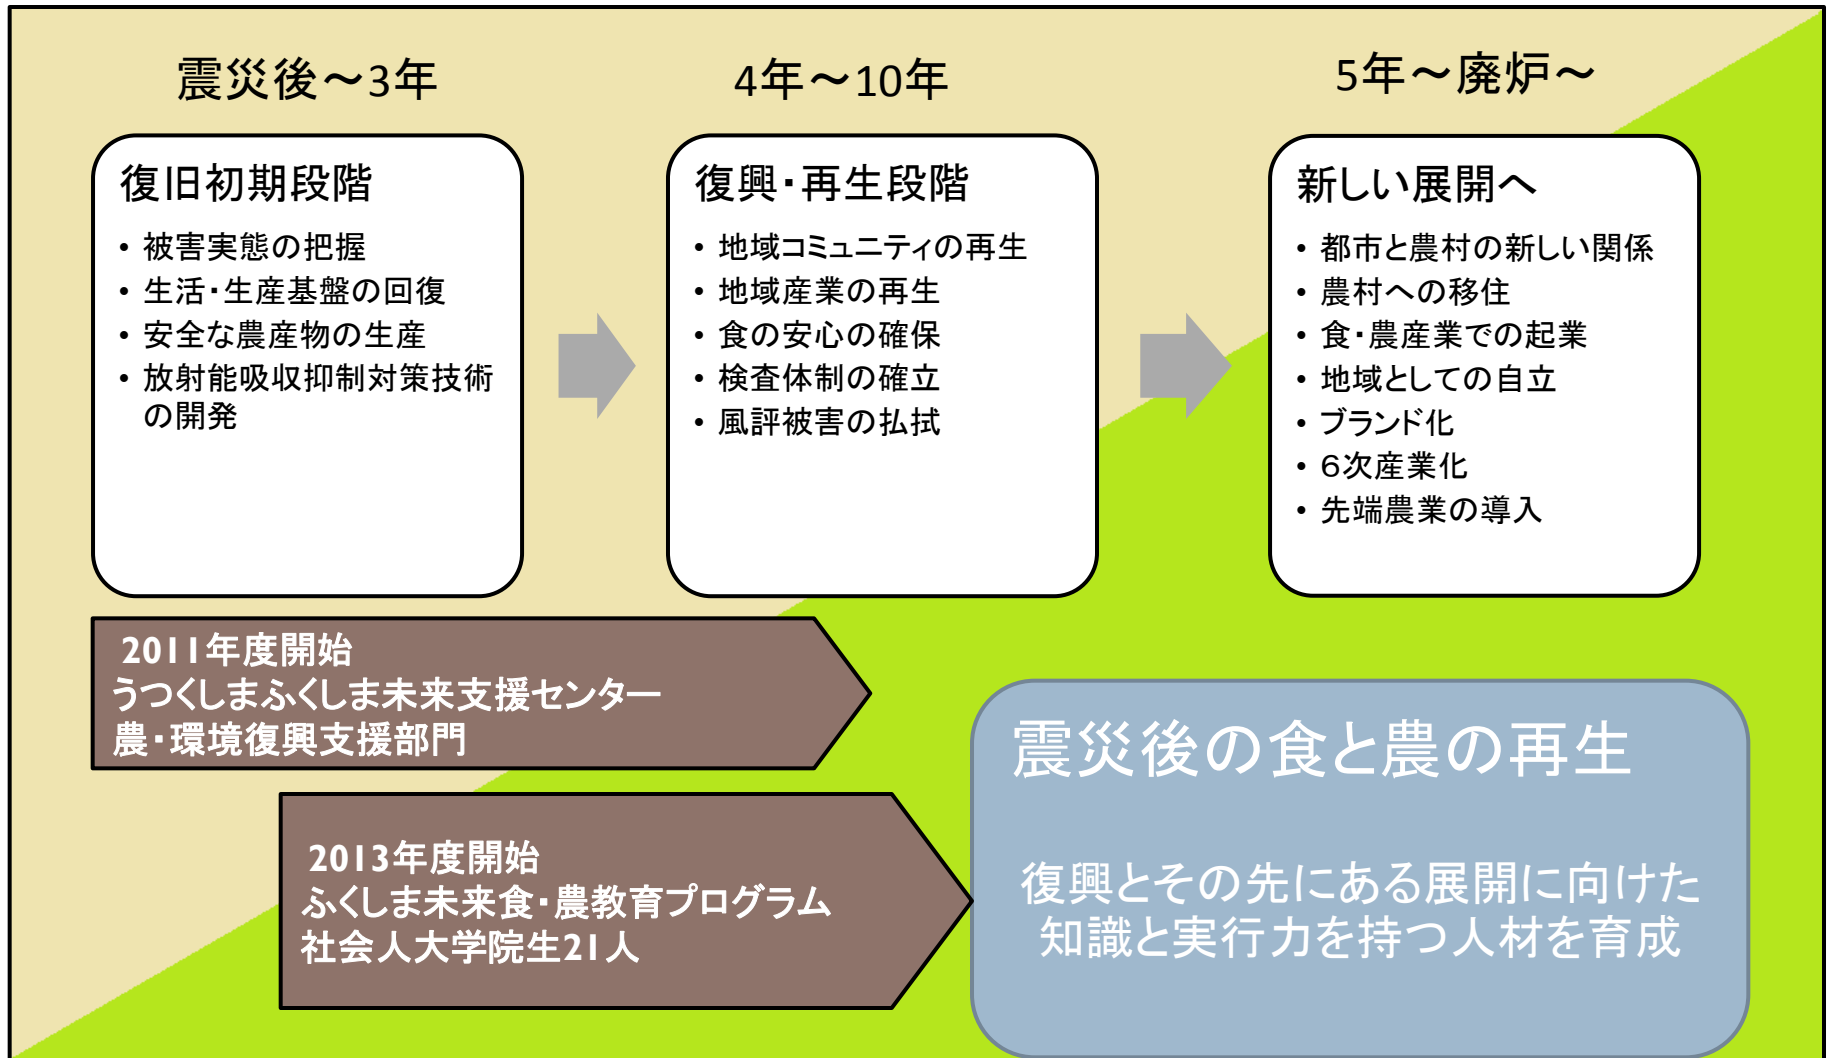 震災後～3年
復旧初期段階
• 被害実態の把握
• 生活・生産基盤の回復
• 安全な農産物の生産
• 放射能吸収抑制対策技術
の開発
4年～10年
復興・再生段階
• 地域コミュニティの再生
• 地域産業の再生
• 食の安心の確保
• 検査体制の確立
• 風評被害の払拭
5年～廃炉～
新しい展開へ
• 都市と農村の新しい関係
• 農村への移住
• 食・農産業での起業
• 地域としての自立
• ブランド化
• ６次産業化
• 先端農業の導入
2011年度開始
うつくしまふくしま未来支援センター
農・環境復興支援部門
2013年度開始
ふくしま未来食・農教育プログラム
社会人大学院生21人
震災後の食と農の再生
復興とその先にある展開に向けた
知識と実行力を持つ人材を育成